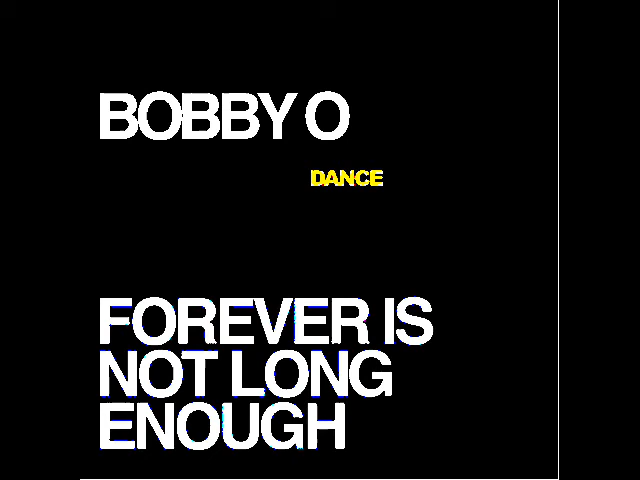 BOBBY O
DANCE
FOREVER IS
NOT LONG
ENOUGH